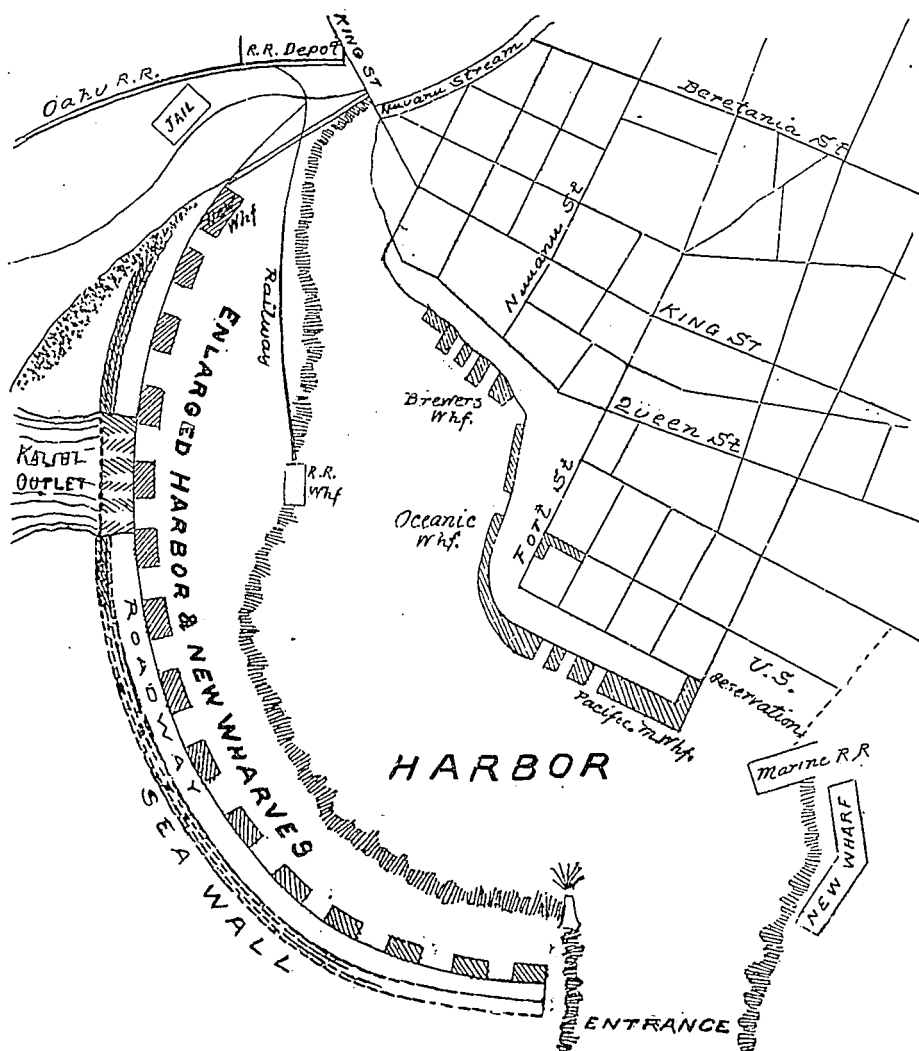 KING ST
R.R. Depot
Oahu R.R.
JAIL
Nuuanu Stream
Beretania St
Whf
Nuuanu St
Railway
ENLARGED HARBOR & NEW WHARVES
KING ST
Brewers
Whf.
Queen St
KALIHI
OUTLET
R.R.
Whf
Oceanic
Whf.
Fort St
ROADWAY
SEA WALL
U.S.
Reservation
Pacific M Whf.
HARBOR
Marine R.R
NEW WHARF
ENTRANCE